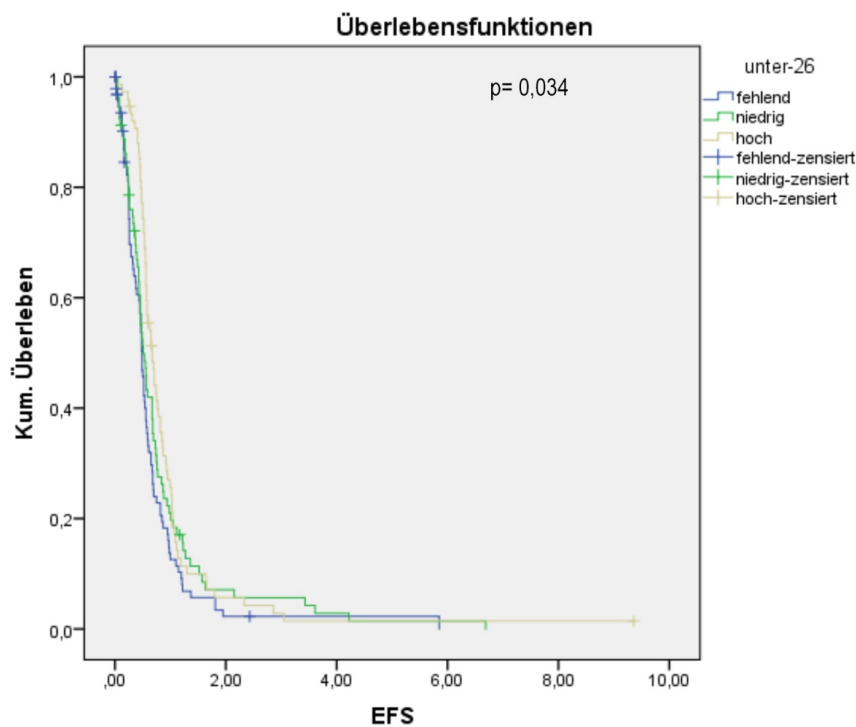 Überlebensfunktionen
p= 0,034
unter-26
fehlend
niedrig
hoch
fehlend-zensiert
niedrig-zensiert
hoch-zensiert
Kum. Überleben
1,0
0,8
0,6
0,4
0,2
0,0
,00
2,00
4,00
6,00
8,00
10,00
EFS